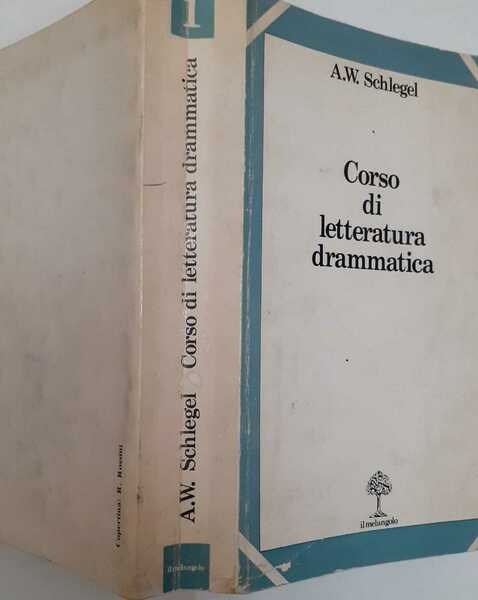 A.W. Schlegel
Corso
di
letteratura
drammatica
il melangolo
1
A.W. Schlegel Corso di letteratura drammatica
il melangolo
Copertina: R. Rossini